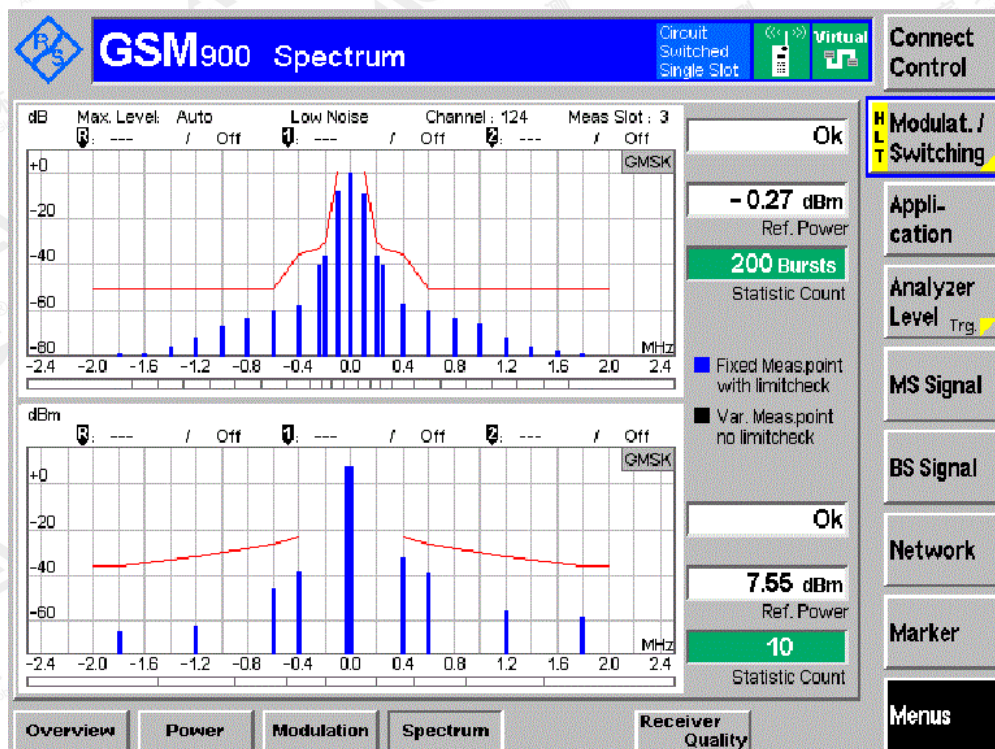 R/S
GSM900 Spectrum
Circuit
Switched
Single Slot
Virtual
Connect
Control
dB Max. Level: Auto Low Noise Channel : 124 Meas Slot : 3
R: --- / Off 1: --- / Off 2: --- / Off
GMSK
+0
-20
-40
-60
-80
MHz
-2.4 -2.0 -1.6 -1.2 -0.8 -0.4 0.0 0.4 0.8 1.2 1.6 2.0 2.4
Ok
-0.27 dBm
Ref. Power
200 Bursts
Statistic Count
Fixed Meas.point
with limitcheck
Var. Meas.point
no limitcheck
dBm
R: --- / Off 1: --- / Off 2: --- / Off
GMSK
+0
-20
-40
-60
MHz
-2.4 -2.0 -1.6 -1.2 -0.8 -0.4 0.0 0.4 0.8 1.2 1.6 2.0 2.4
Ok
7.55 dBm
Ref. Power
10
Statistic Count
HLT
Modulat. /
Switching
Appli-
cation
Analyzer
Level Trg.
MS Signal
BS Signal
Network
Marker
Menus
Overview
Power
Modulation
Spectrum
Receiver
Quality